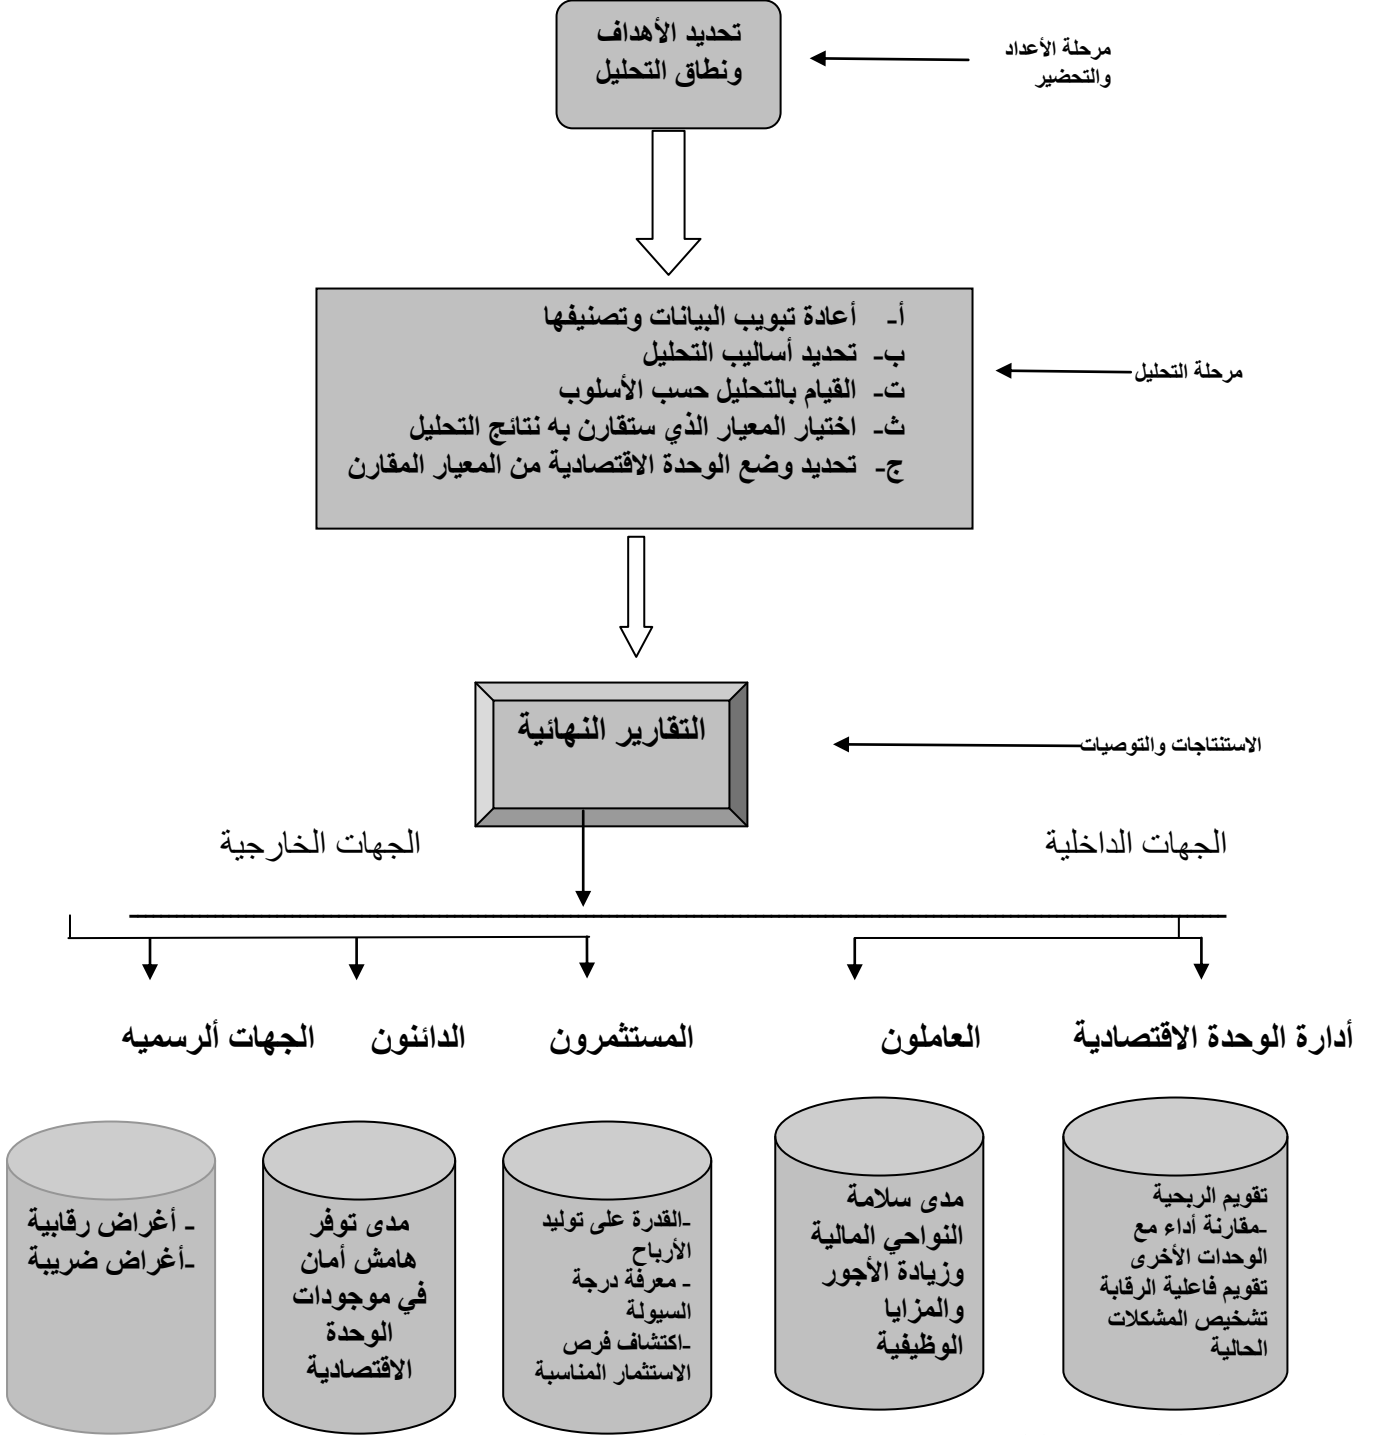 تحديد الأهداف
ونطاق التحليل
مرحلة الأعداد
والتحضير
أ- أعادة تبويب البيانات وتصنيفها
ب- تحديد أساليب التحليل
ت- القيام بالتحليل حسب الأسلوب
ث- اختيار المعيار الذي ستقارن به نتائج التحليل
ج- تحديد وضع الوحدة الاقتصادية من المعيار المقارن
مرحلة التحليل
التقارير النهائية
الاستنتاجات والتوصيات
الجهات الداخلية
الجهات الخارجية
أدارة الوحدة الاقتصادية
العاملون
المستثمرون
الدائنون
الجهات ألرسميه
تقويم الربحية
-مقارنة أداء مع
الوحدات الأخرى
تقويم فاعلية الرقابة
تشخيص المشكلات
الحالية
مدى سلامة
النواحي المالية
وزيادة الأجور
والمزايا
الوظيفية
-القدرة على توليد
الأرباح
- معرفة درجة
السيولة
-اكتشاف فرص
الاستثمار المناسبة
مدى توفر
هامش أمان
في موجودات
الوحدة
الاقتصادية
- أغراض رقابية
-أغراض ضريبة